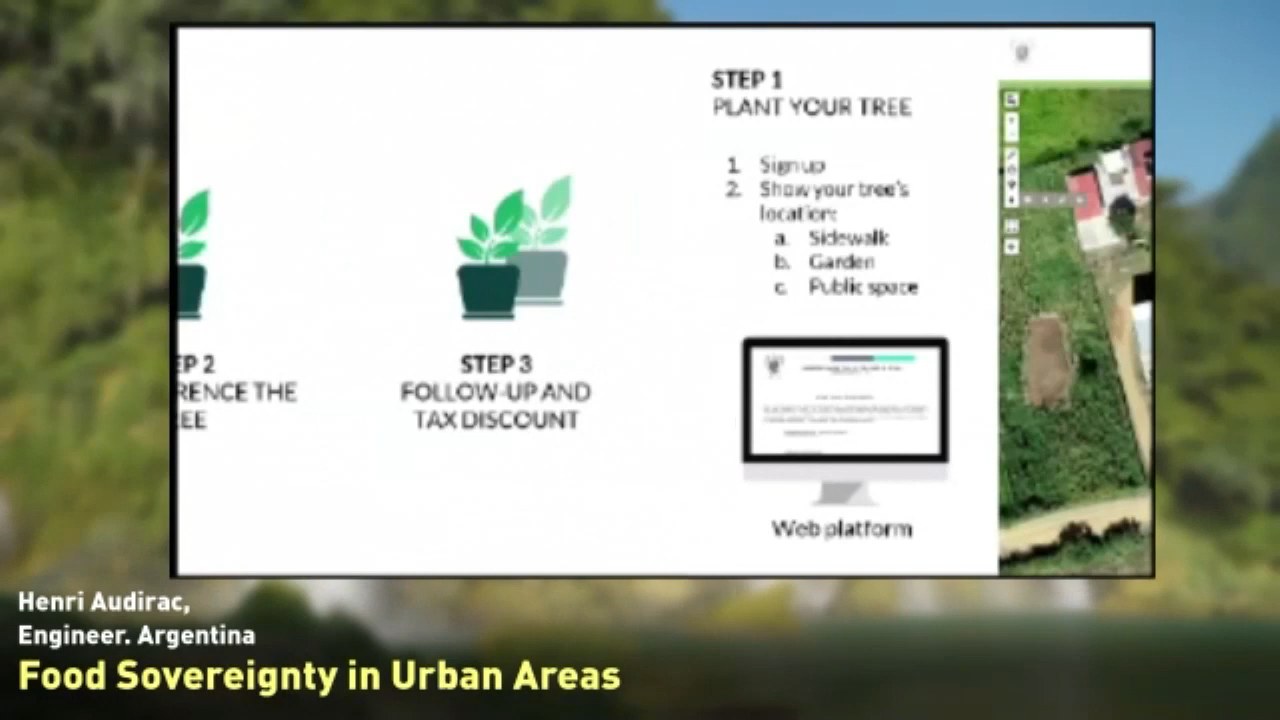 EP 2
RENCE THE
EE
STEP 3
FOLLOW-UP AND
TAX DISCOUNT
STEP 1
PLANT YOUR TREE
1. Sign up
2. Show your tree's
location:
a. Sidewalk
b. Garden
c. Public space
Web platform
Henri Audirac,
Engineer. Argentina
Food Sovereignty in Urban Areas